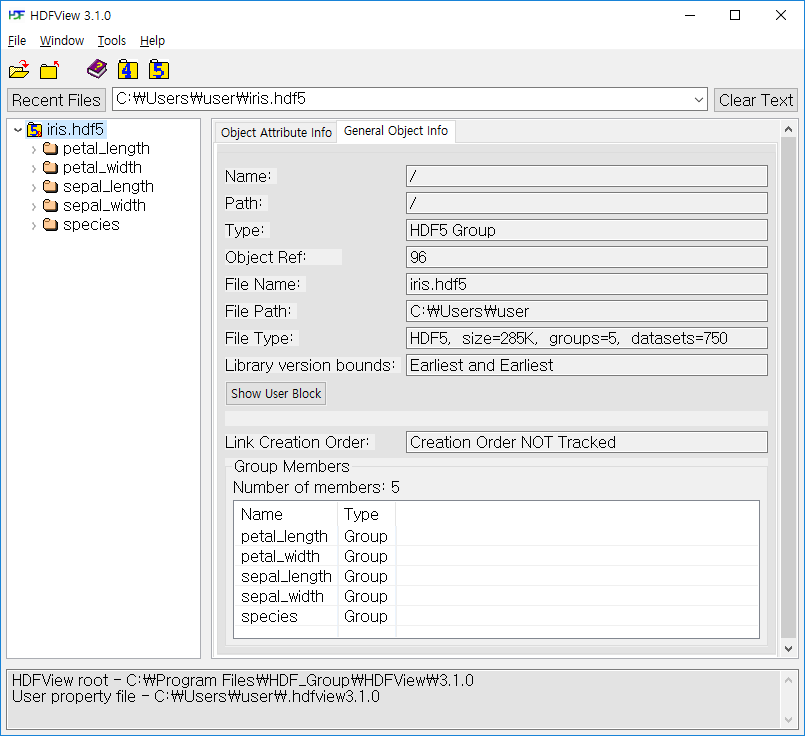 HDF HDFView 3.1.0
File Window Tools Help
4 5
Recent Files C:₩Users₩user₩iris.hdf5 Clear Text
5 iris.hdf5
petal_length
petal_width
sepal_length
sepal_width
species
Object Attribute Info General Object Info
Name: /
Path: /
Type: HDF5 Group
Object Ref: 96
File Name: iris.hdf5
File Path: C:₩Users₩user
File Type: HDF5, size=285K, groups=5, datasets=750
Library version bounds: Earliest and Earliest
Show User Block
Link Creation Order: Creation Order NOT Tracked
Group Members
Number of members: 5
Name Type
petal_length Group
petal_width Group
sepal_length Group
sepal_width Group
species Group
HDFView root - C:₩Program Files₩HDF_Group₩HDFView₩3.1.0
User property file - C:₩Users₩user₩.hdfview3.1.0